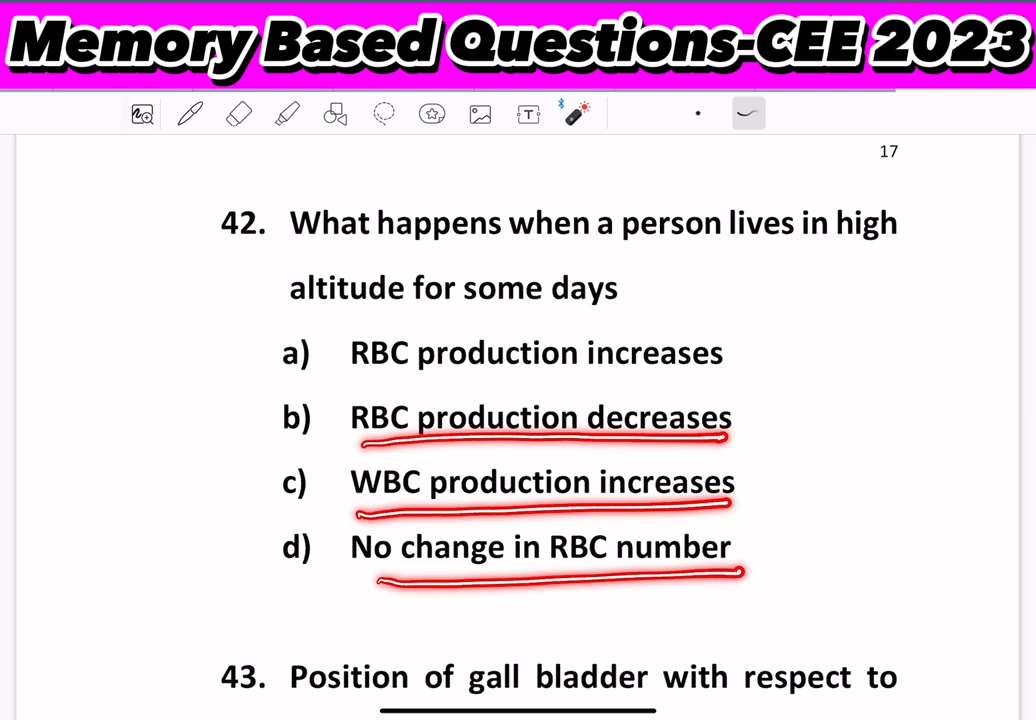 Memory Based Questions-CEE 2023
T
17
42. What happens when a person lives in high
altitude for some days
a) RBC production increases
b) RBC production decreases
c) WBC production increases
d) No change in RBC number
43. Position of gall bladder with respect to